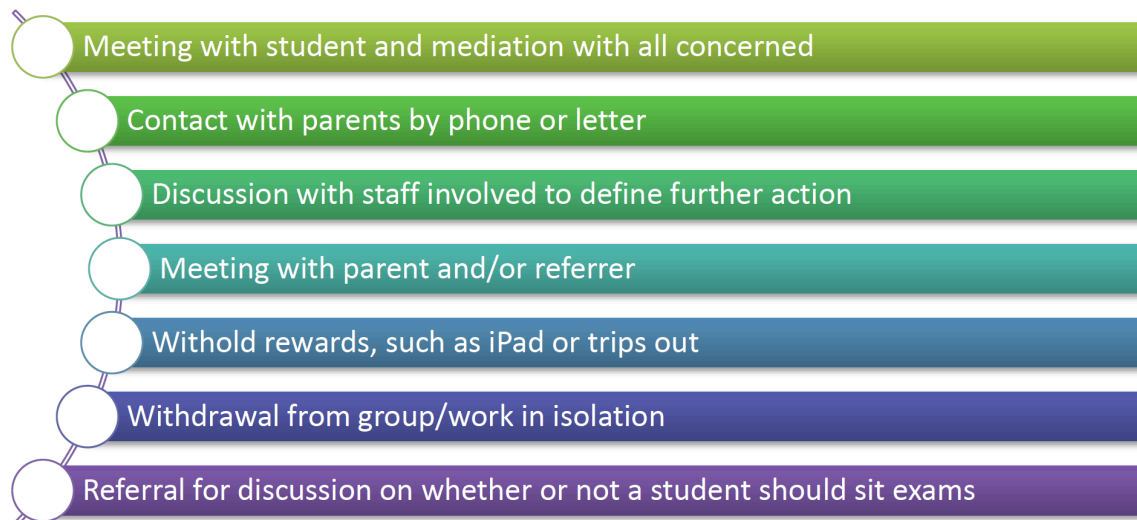 Meeting with student and mediation with all concerned
Contact with parents by phone or letter
Discussion with staff involved to define further action
Meeting with parent and/or referrer
Withold rewards, such as iPad or trips out
Withdrawal from group/work in isolation
Referral for discussion on whether or not a student should sit exams